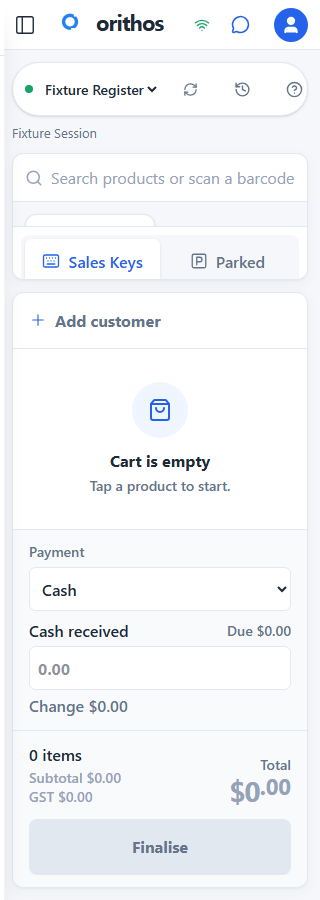 orithos
Fixture Register
Fixture Session
Search products or scan a barcode
Sales Keys
Parked
Add customer
Cart is empty
Tap a product to start.
Payment
Cash
Cash received
Due $0.00
0.00
Change $0.00
0 items
Subtotal $0.00
GST $0.00
Total
$0.00
Finalise